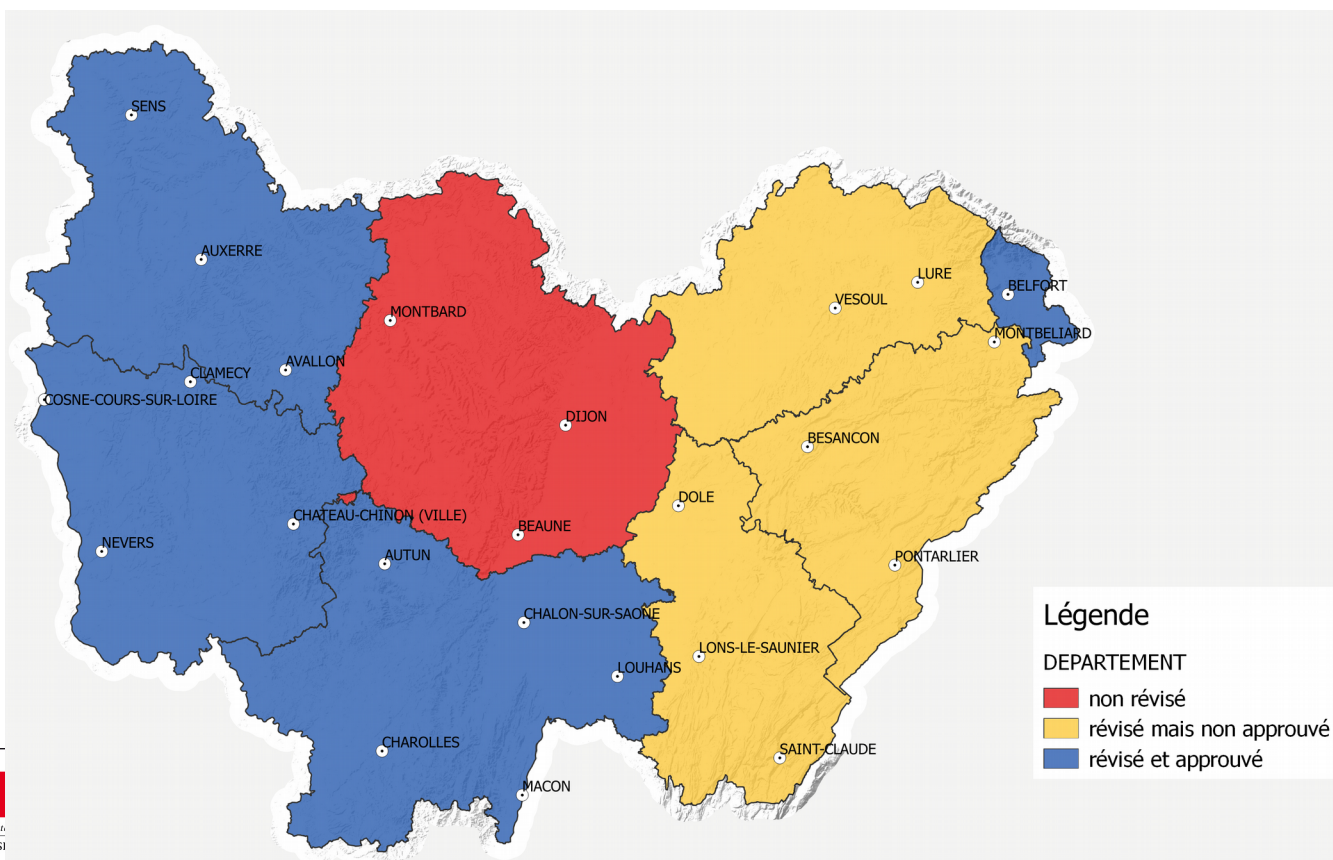 SENS
AUXERRE
LURE
BELFORT
VESOUL
MONTBARD
MONTBELIARD
AVALLON
CLAMECY
COSNE-COURS-SUR-LOIRE
DIJON
BESANCON
DOLE
CHATEAU-CHINON (VILLE)
BEAUNE
NEVERS
AUTUN
PONTARLIER
CHALON-SUR-SAONE
LONS-LE-SAUNIER
LOUHANS
CHAROLLES
SAINT-CLAUDE
MACON
Légende
DEPARTEMENT
non révisé
révisé mais non approuvé
révisé et approuvé